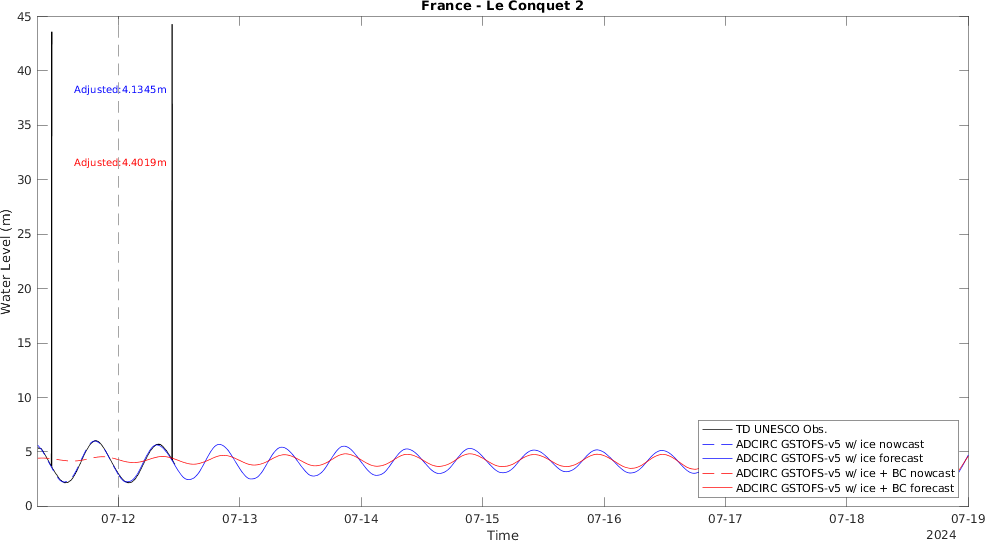 France - Le Conquet 2
45
40
35
30
25
20
15
10
5
0
Water Level (m)
Adjusted:4.1345m
Adjusted:4.4019m
TD UNESCO Obs.
ADCIRC GSTOFS-v5 w/ ice nowcast
ADCIRC GSTOFS-v5 w/ ice forecast
ADCIRC GSTOFS-v5 w/ ice + BC nowcast
ADCIRC GSTOFS-v5 w/ ice + BC forecast
07-12 07-13 07-14 07-15 07-16 07-17 07-18 07-19
Time
2024